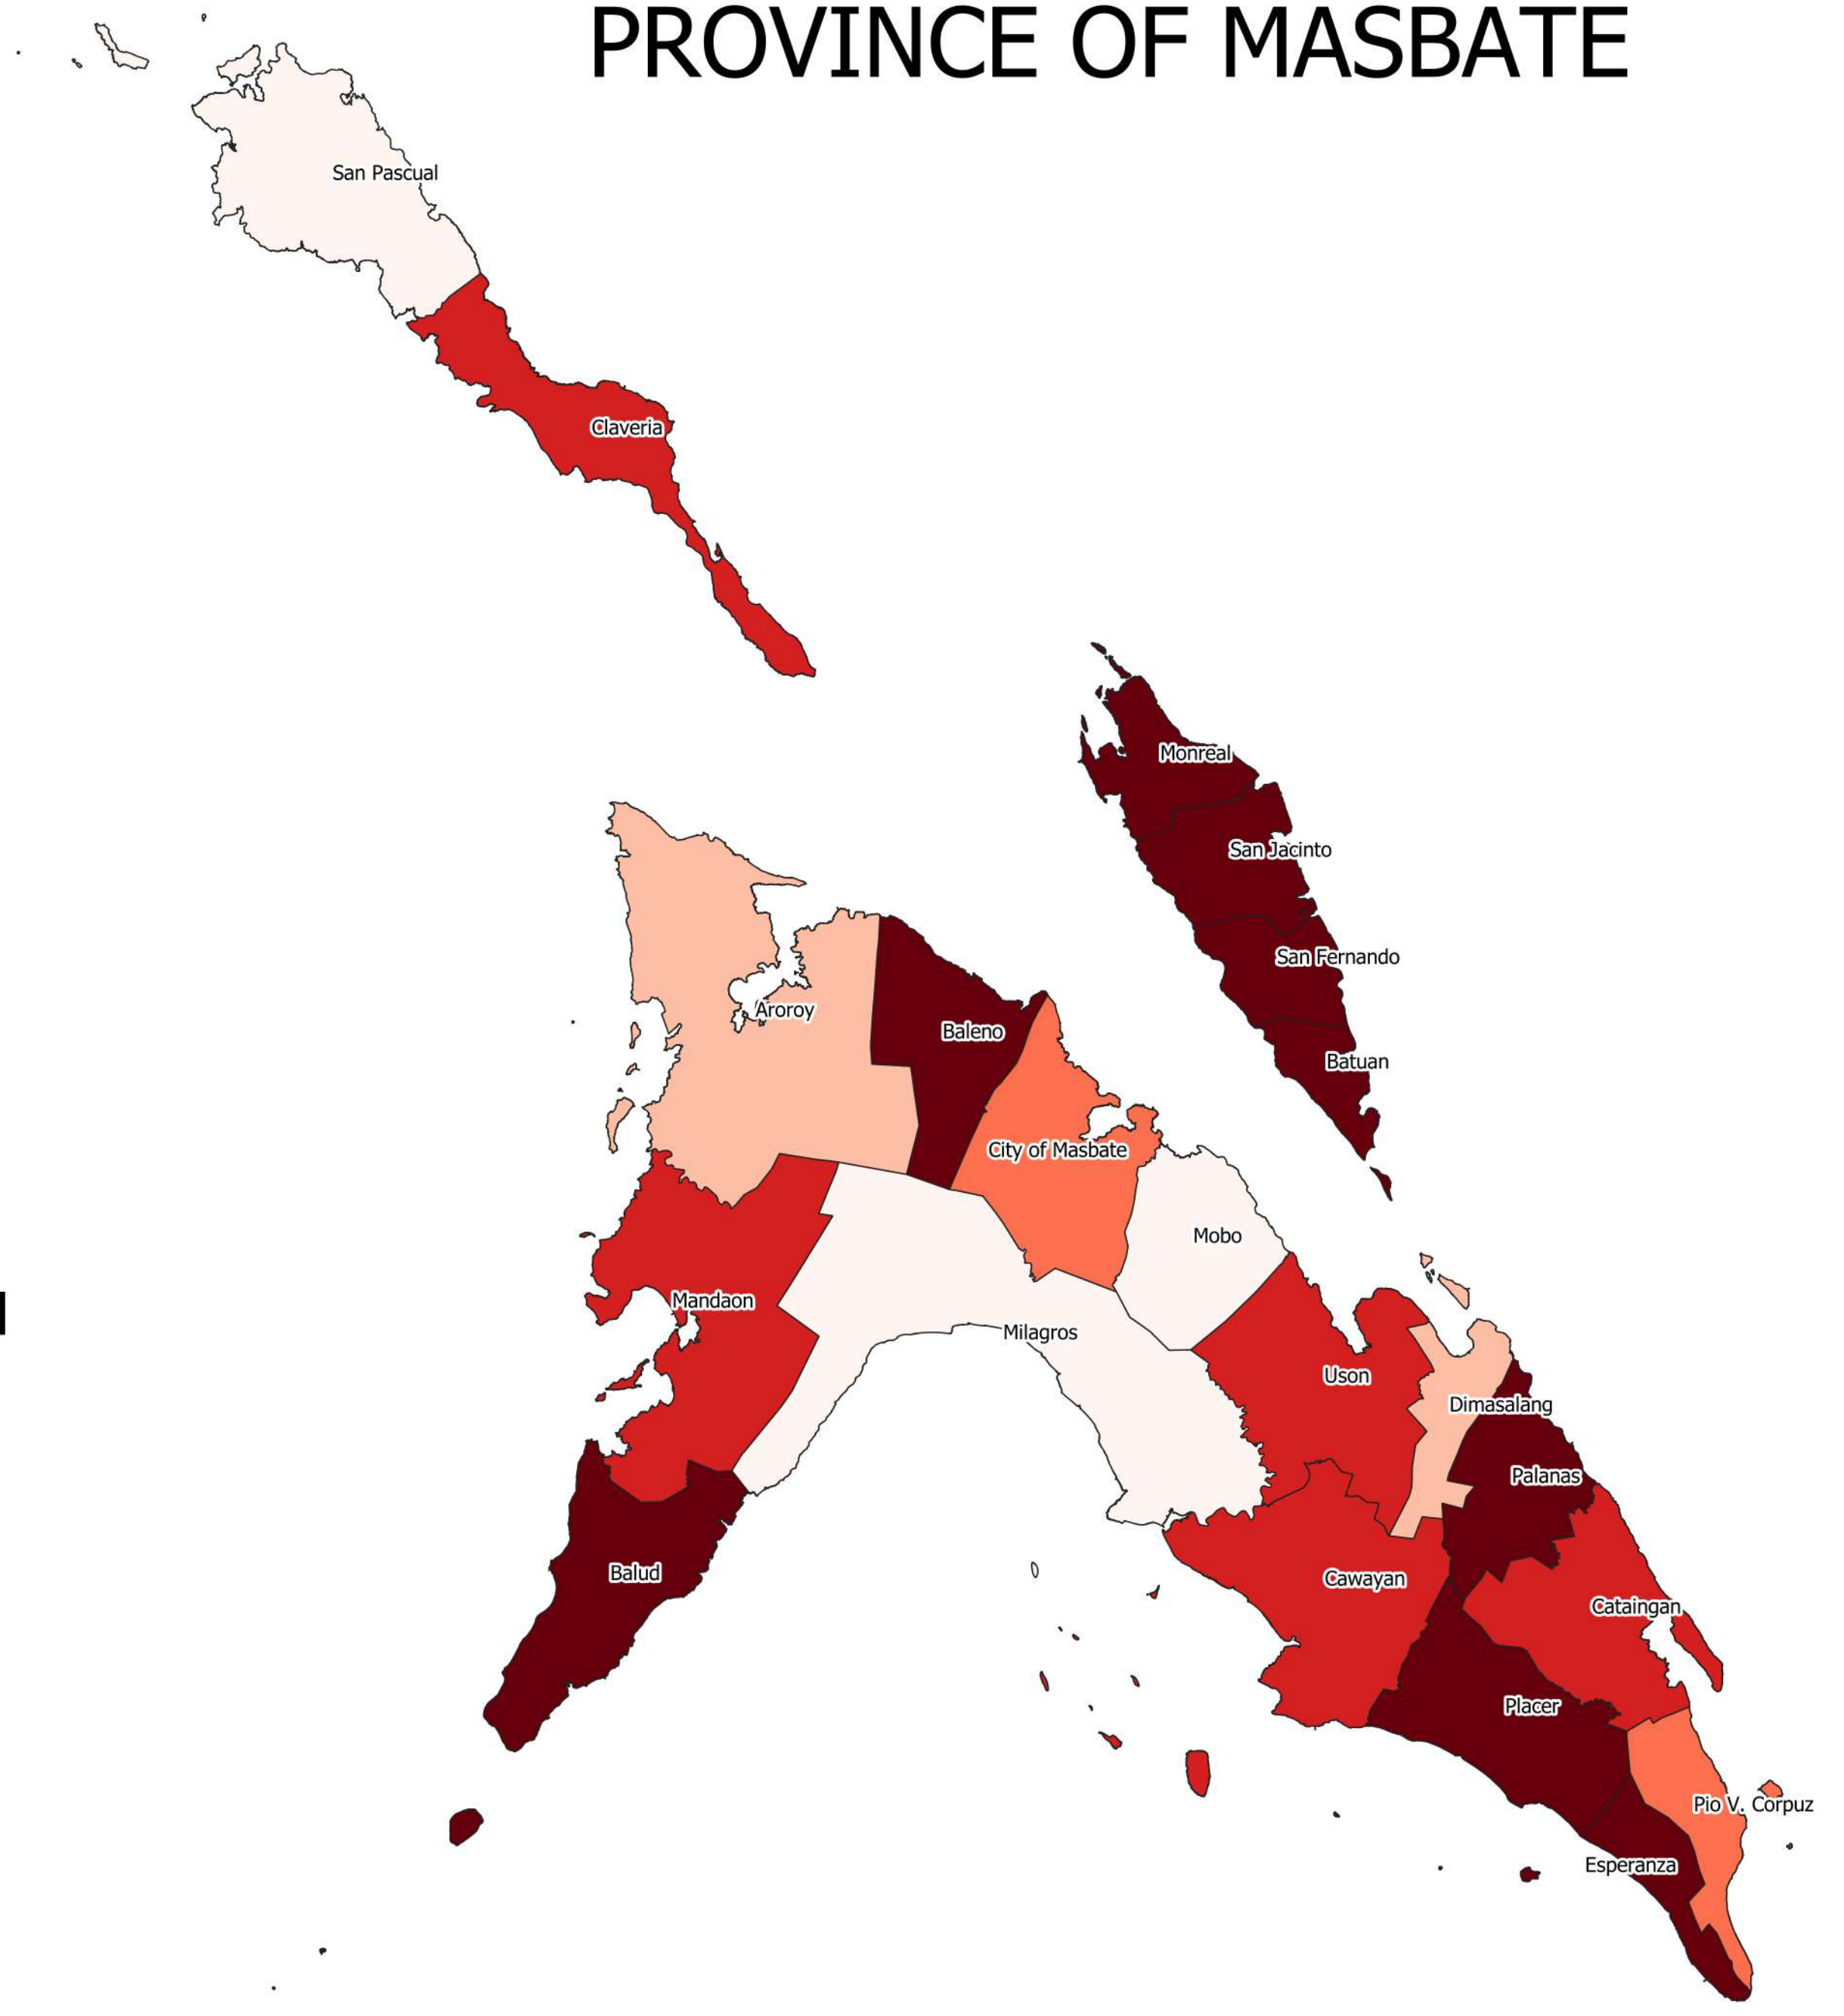 PROVINCE OF MASBATE
San Pascual
Claveria
Monreal
San Jacinto
San Fernando
Aroroy
Baleno
Batuan
City of Masbate
Mobo
Mandaon
Milagros
Uson
Dimasalang
Palanas
Balud
Cawayan
Cataingan
Placer
Pio V. Corpuz
Esperanza